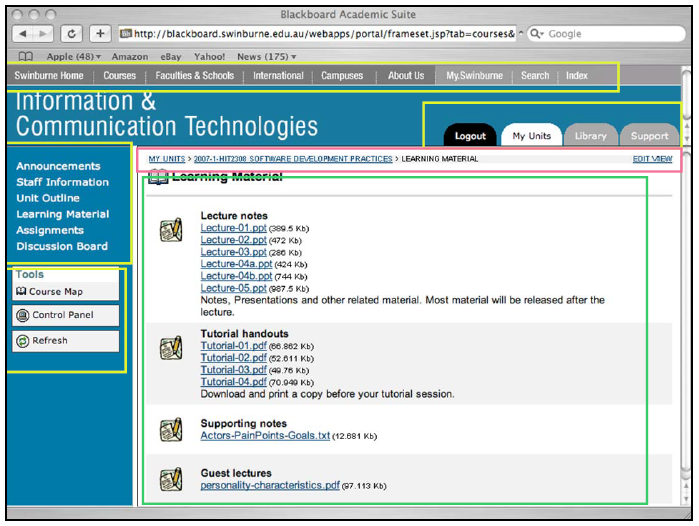 Blackboard Academic Suite
http://blackboard.swinburne.edu.au/webapps/portal/frameset.jsp?tab=courses&
Google
Apple (48) Amazon eBay Yahoo! News (175)
Swinburne Home Courses Faculties & Schools International Campuses About Us My.Swinburne Search Index
Information &
Communication Technologies
Logout My Units Library Support
MY UNITS > 2007-1-HIT2308 SOFTWARE DEVELOPMENT PRACTICES > LEARNING MATERIAL EDIT VIEW
Announcements
Staff Information
Unit Outline
Learning Material
Assignments
Discussion Board
Tools
Course Map
Control Panel
Refresh
Learning Material
Lecture notes
Lecture-01.ppt (389.5 Kb)
Lecture-02.ppt (472 Kb)
Lecture-03.ppt (286 Kb)
Lecture-04a.ppt (424 Kb)
Lecture-04b.ppt (744 Kb)
Lecture-05.ppt (987.5 Kb)
Notes, Presentations and other related material. Most material will be released after the
lecture.
Tutorial handouts
Tutorial-01.pdf (66.862 Kb)
Tutorial-02.pdf (52.611 Kb)
Tutorial-03.pdf (49.76 Kb)
Tutorial-04.pdf (70.949 Kb)
Download and print a copy before your tutorial session.
Supporting notes
Actors-PainPoints-Goals.txt (12.681 Kb)
Guest lectures
personality-characteristics.pdf (97.113 Kb)